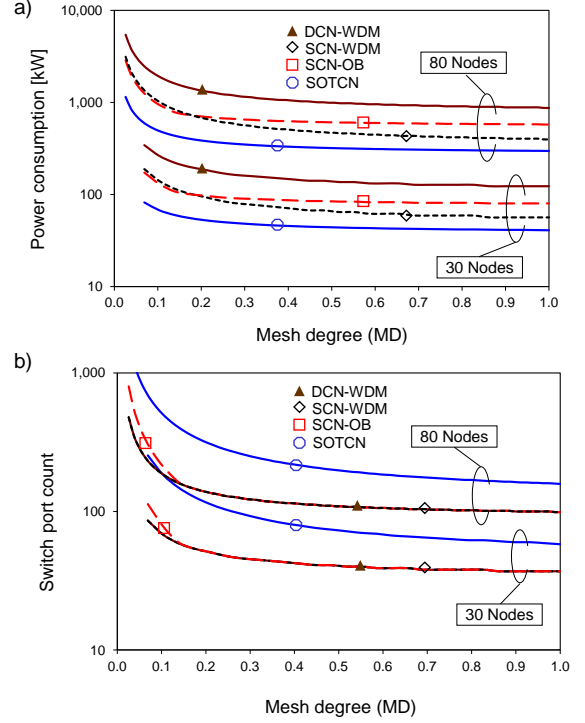 a)
10,000
1,000
100
10
Power consumption [kW]
DCN-WDM
SCN-WDM
SCN-OB
SOTCN
80 Nodes
30 Nodes
0.0 0.1 0.2 0.3 0.4 0.5 0.6 0.7 0.8 0.9 1.0
Mesh degree (MD)
b)
1,000
100
10
Switch port count
DCN-WDM
SCN-WDM
SCN-OB
SOTCN
80 Nodes
30 Nodes
0.0 0.1 0.2 0.3 0.4 0.5 0.6 0.7 0.8 0.9 1.0
Mesh degree (MD)